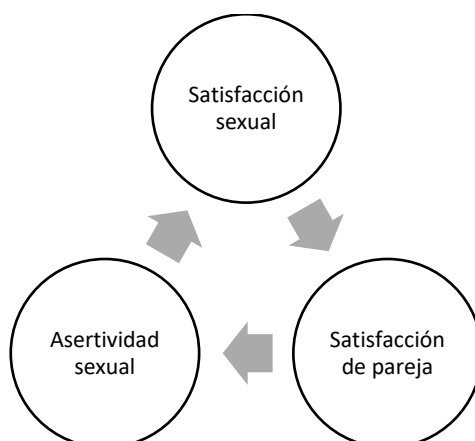 Satisfacción
sexual
Asertividad
sexual
Satisfacción
de pareja